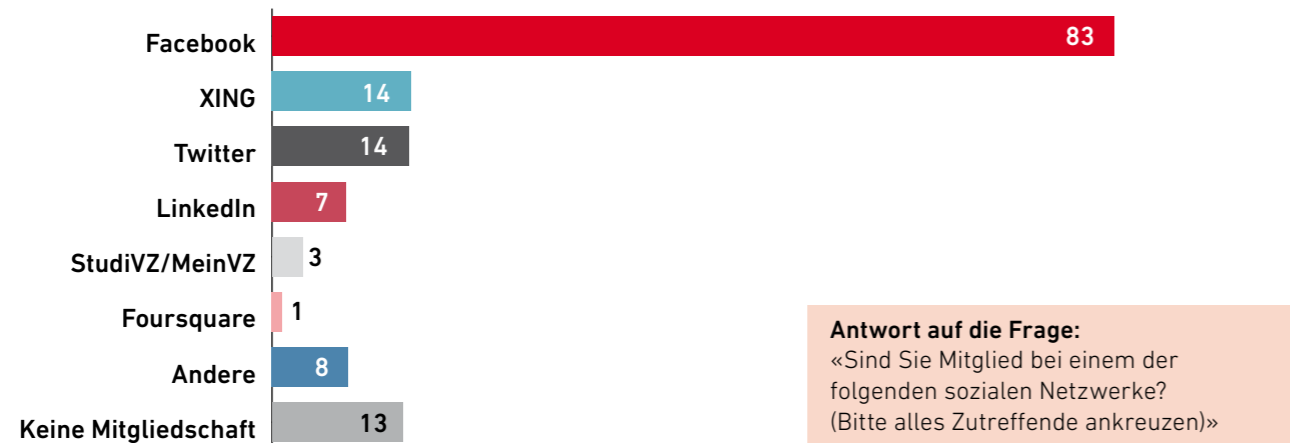 Facebook 83
XING 14
Twitter 14
LinkedIn 7
StudiVZ/MeinVZ 3
Foursquare 1
Andere 8
Keine Mitgliedschaft 13
Antwort auf die Frage:
«Sind Sie Mitglied bei einem der
folgenden sozialen Netzwerke?
(Bitte alles Zutreffende ankreuzen)»